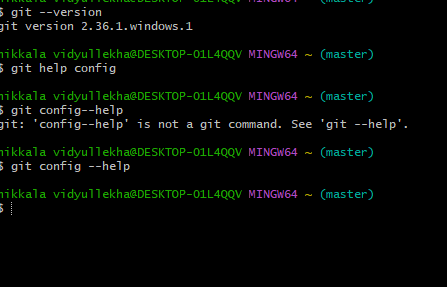 $ git --version
git version 2.36.1.windows.1
nikkala vidyullekha@DESKTOP-01L4QQV MINGW64 ~ (master)
$ git help config
nikkala vidyullekha@DESKTOP-01L4QQV MINGW64 ~ (master)
$ git config--help
git: 'config--help' is not a git command. See 'git --help'.
nikkala vidyullekha@DESKTOP-01L4QQV MINGW64 ~ (master)
$ git config --help
nikkala vidyullekha@DESKTOP-01L4QQV MINGW64 ~ (master)
$